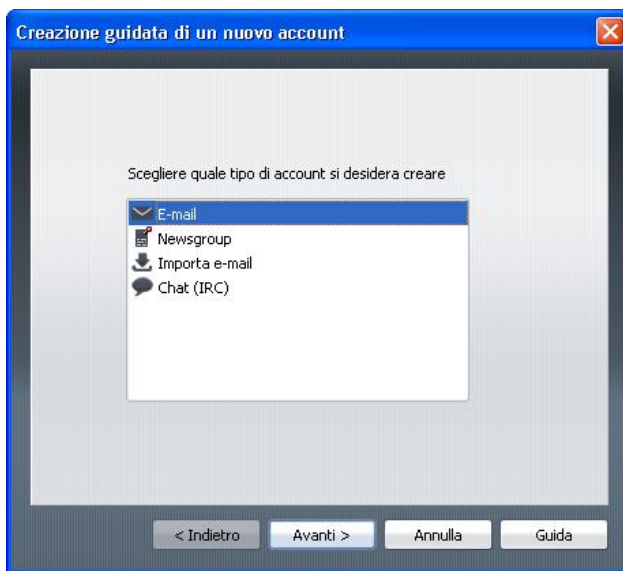 Creazione guidata di un nuovo account
Scegliere quale tipo di account si desidera creare
E-mail
Newsgroup
Importa e-mail
Chat (IRC)
< Indietro
Avanti >
Annulla
Guida